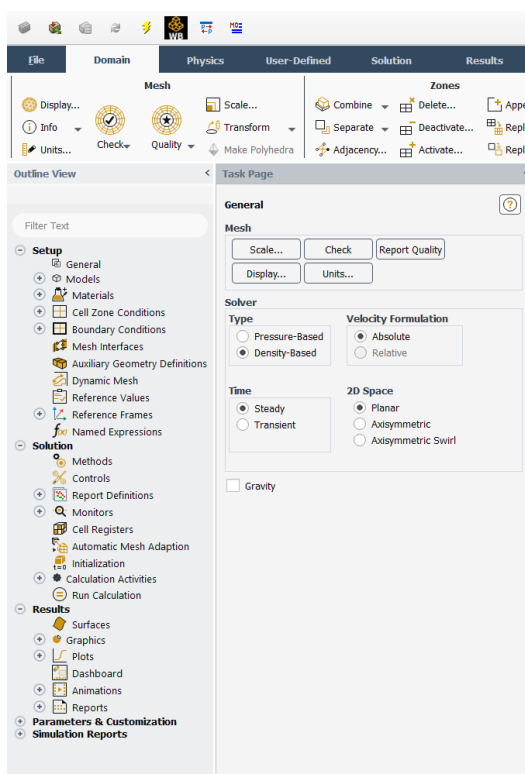 WB
MOE
File Domain Physics User-Defined Solution Results
Mesh Zones
Display... Scale... Combine Delete... Appe
Info Check Quality Transform Separate Deactivate... Repl
Units... Make Polyhedra Adjacency... Activate... Repl
Outline View < Task Page
General ?
Filter Text
Mesh
Scale... Check Report Quality
Display... Units...
Solver
Type Velocity Formulation
Pressure-Based Absolute
Density-Based Relative
Time 2D Space
Steady Planar
Transient Axisymmetric
Axisymmetric Swirl
Gravity
Setup
General
Models
Materials
Cell Zone Conditions
Boundary Conditions
Mesh Interfaces
Auxiliary Geometry Definitions
Dynamic Mesh
Reference Values
Reference Frames
Named Expressions
Solution
Methods
Controls
Report Definitions
Monitors
Cell Registers
Automatic Mesh Adaption
Initialization
Calculation Activities
Run Calculation
Results
Surfaces
Graphics
Plots
Dashboard
Animations
Reports
Parameters & Customization
Simulation Reports